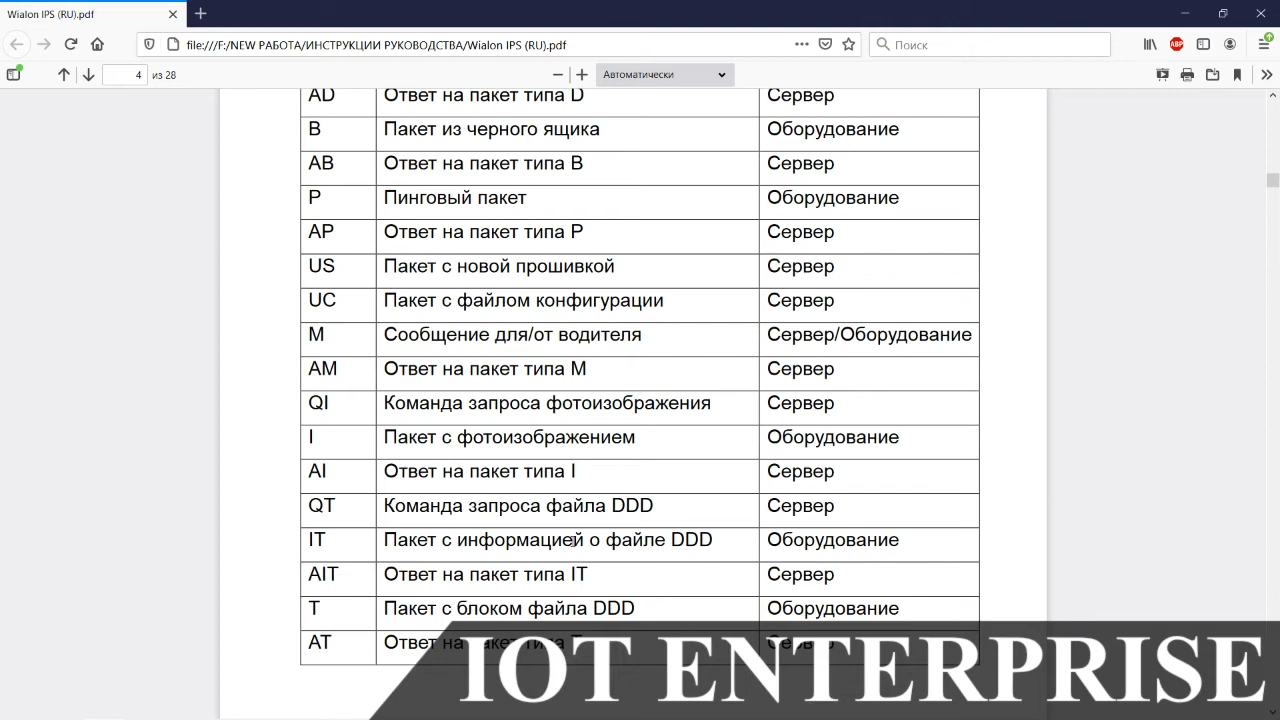 Wialon IPS (RU).pdf
file:///F:/NEW РАБОТА/ИНСТРУКЦИИ РУКОВОДСТВА/Wialon IPS (RU).pdf
Поиск
ABP
4 из 28
Автоматически
AD Ответ на пакет типа D Сервер
B Пакет из черного ящика Оборудование
AB Ответ на пакет типа B Сервер
P Пинговый пакет Оборудование
AP Ответ на пакет типа P Сервер
US Пакет с новой прошивкой Сервер
UC Пакет с файлом конфигурации Сервер
M Сообщение для/от водителя Сервер/Оборудование
AM Ответ на пакет типа M Сервер
QI Команда запроса фотоизображения Сервер
I Пакет с фотоизображением Оборудование
AI Ответ на пакет типа I Сервер
QT Команда запроса файла DDD Сервер
IT Пакет с информацией о файле DDD Оборудование
AIT Ответ на пакет типа IT Сервер
T Пакет с блоком файла DDD Оборудование
AT Ответ на пакет типа T Сервер
IOT ENTERPRISE